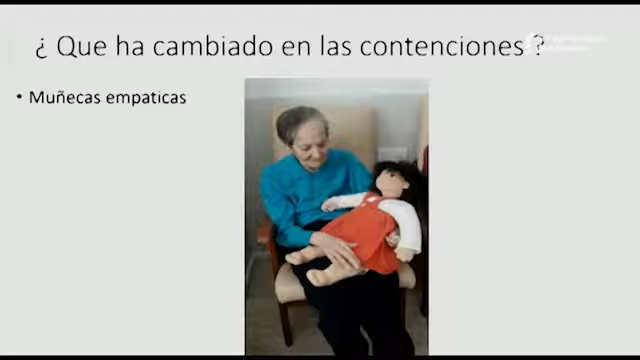 ¿ Que ha cambiado en las contenciones ?
• Muñecas empaticas